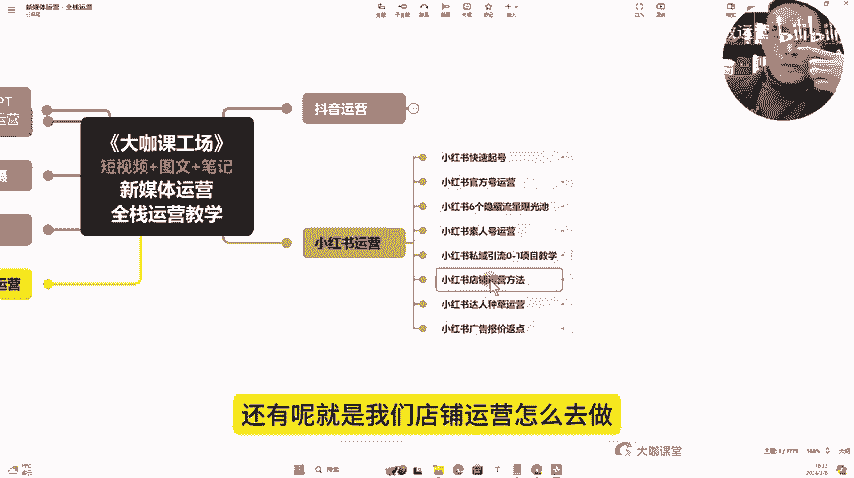 新媒体运营 · 全栈运营
bilibili
PT
运营
抖音运营
《大咖课工场》
短视频+图文+笔记
新媒体运营
全栈运营教学
摄
运营
小红书运营
小红书快速起号
小红书官方号运营
小红书6个隐藏流量曝光池
小红书素人号运营
小红书私域引流0-1项目教学
小红书店铺运营方法
小红书达人种草运营
小红书广告报价返点
还有呢就是我们店铺运营怎么去做
大咖课堂